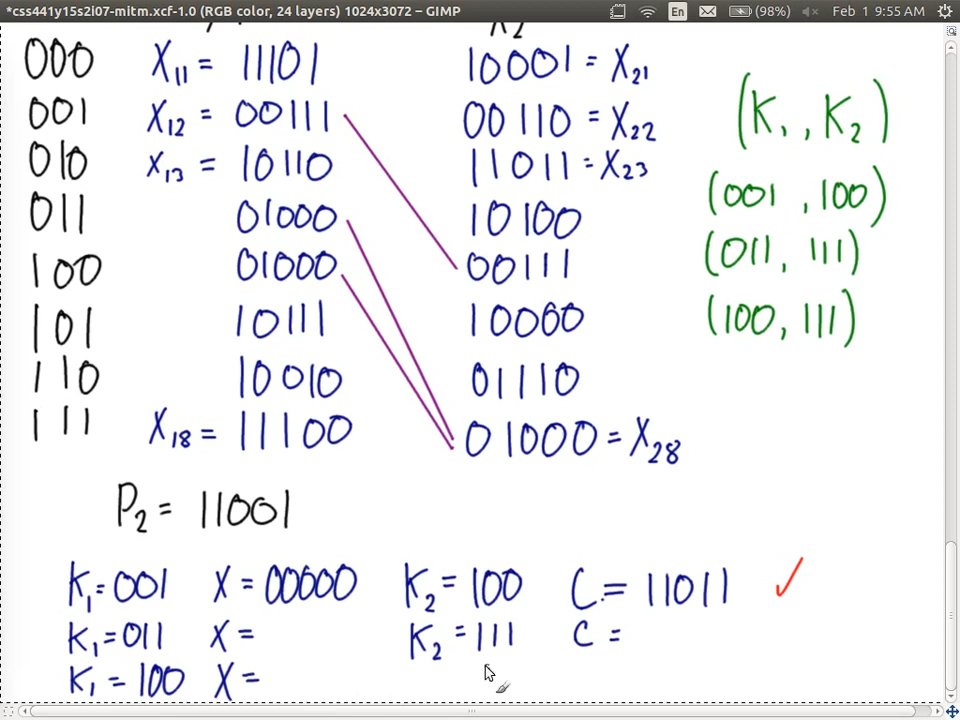 *css441y15s2i07-mitm.xcf-1.0 (RGB color, 24 layers) 1024x3072 – GIMP En (98%) Feb 1 9:55 AM
000 X11 = 11101 10001 = X21
001 X12 = 00111 00110 = X22 (K1, K2)
010 X13 = 10110 11011 = X23
011 01000 10100 (001, 100)
100 01000 00111 (011, 111)
101 10111 10000 (100, 111)
110 10010 01110
111 X18 = 11100 01000 = X28
P2 = 11001
K1=001 X=00000 K2=100 C=11011 ✓
K1=011 X= K2=111 C=
K1=100 X=